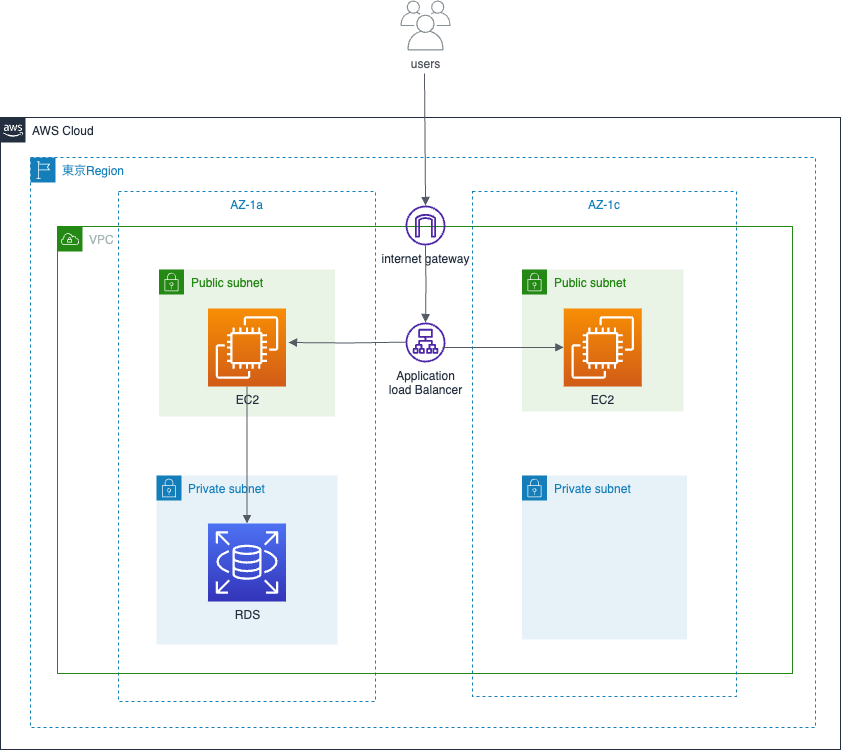 users
aws
AWS Cloud
東京Region
AZ-1a
AZ-1c
VPC
internet gateway
Public subnet
Public subnet
Application
load Balancer
EC2
EC2
Private subnet
Private subnet
RDS